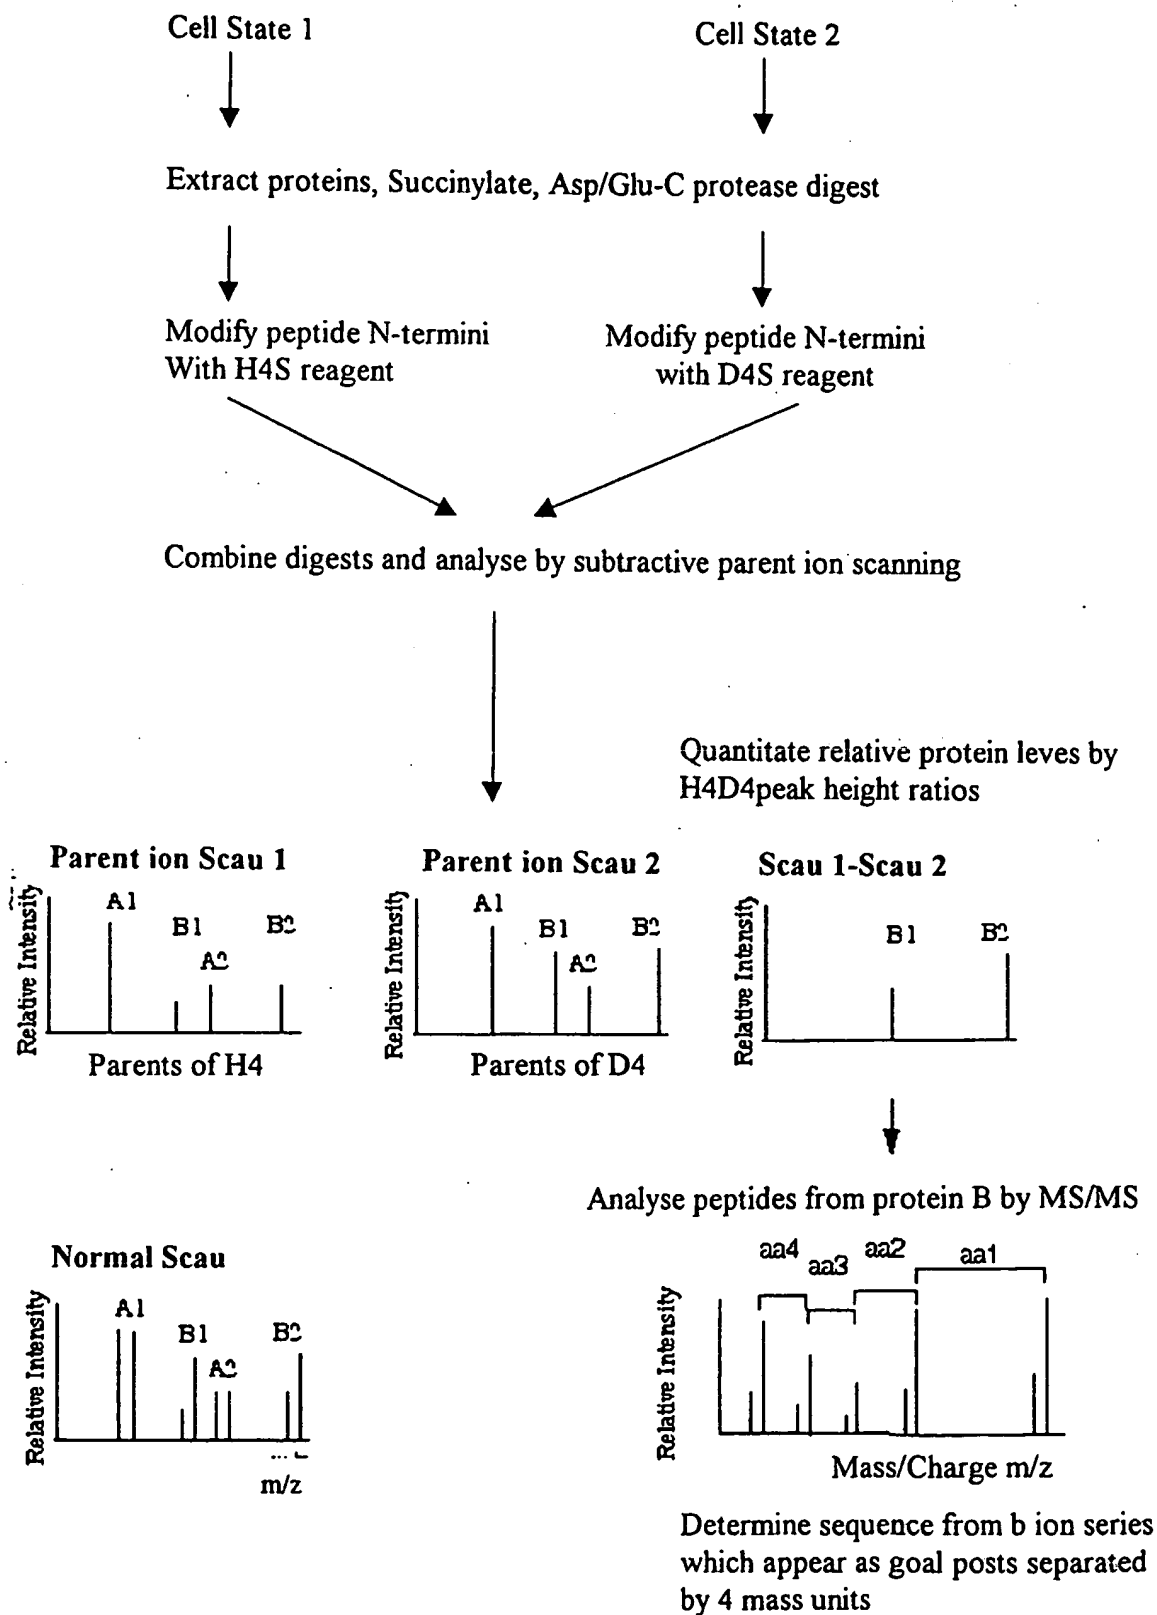 Cell State 1
Cell State 2
Extract proteins, Succinylate, Asp/Glu-C protease digest
Modify peptide N-termini
With H4S reagent
Modify peptide N-termini
with D4S reagent
Combine digests and analyse by subtractive parent ion scanning
Quantitate relative protein leves by
H4D4peak height ratios
Parent ion Scau 1
Relative Intensity
A1
B1
A2
B2
Parents of H4
Parent ion Scau 2
Relative Intensity
A1
B1
A2
B2
Parents of D4
Scau 1-Scau 2
Relative Intensity
B1
B2
Analyse peptides from protein B by MS/MS
Normal Scau
Relative Intensity
A1
B1
A2
B2
m/z
aa4
aa3
aa2
aa1
Relative Intensity
Mass/Charge m/z
Determine sequence from b ion series
which appear as goal posts separated
by 4 mass units